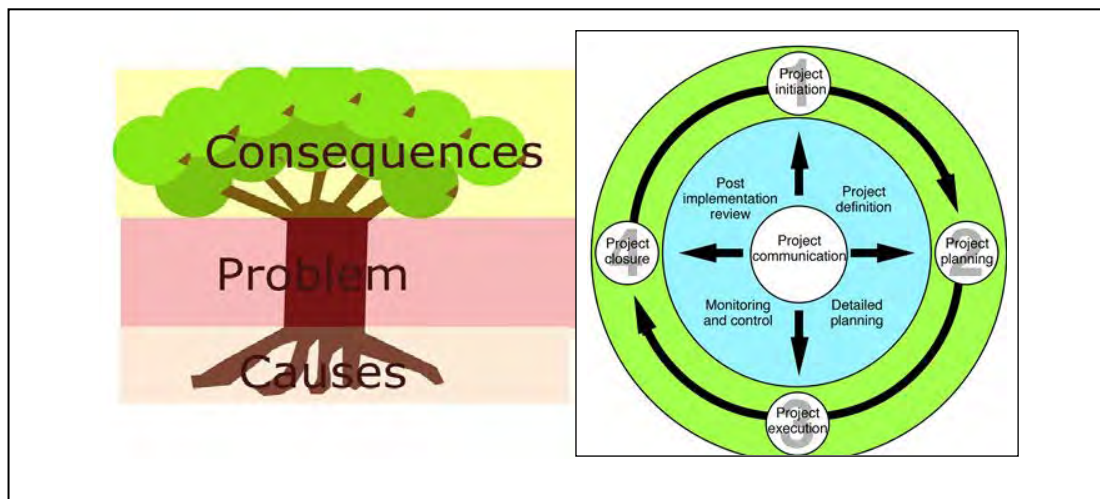 Consequences
Problem
Causes
1
Project
initiation
Post
implementation
review
Project
definition
4
Project
closure
Project
communication
2
Project
planning
Monitoring
and control
Detailed
planning
3
Project
execution